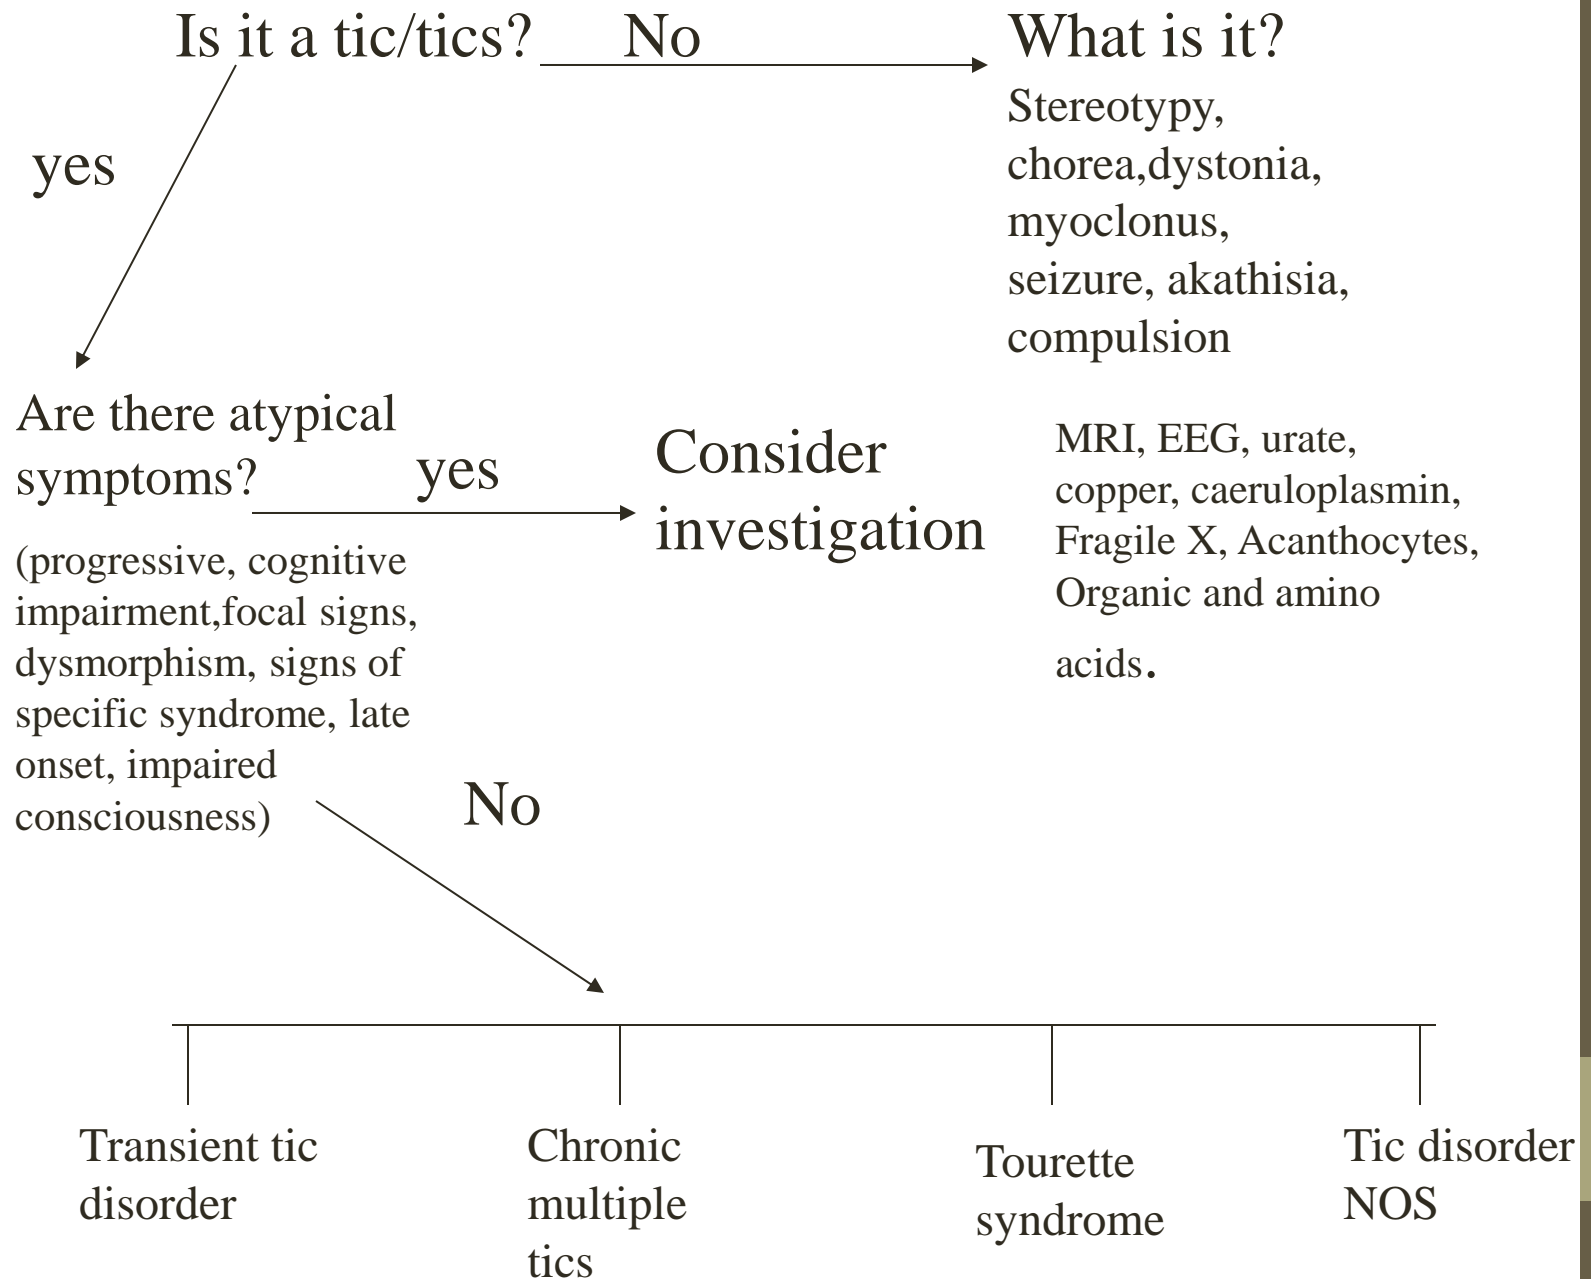 Is it a tic/tics?
No
What is it?
Stereotypy,
chorea,dystonia,
myoclonus,
seizure, akathisia,
compulsion
yes
Are there atypical
symptoms?
yes
Consider
investigation
MRI, EEG, urate,
copper, caeruloplasmin,
Fragile X, Acanthocytes,
Organic and amino
acids.
(progressive, cognitive
impairment,focal signs,
dysmorphism, signs of
specific syndrome, late
onset, impaired
consciousness)
No
Transient tic
disorder
Chronic
multiple
tics
Tourette
syndrome
Tic disorder
NOS